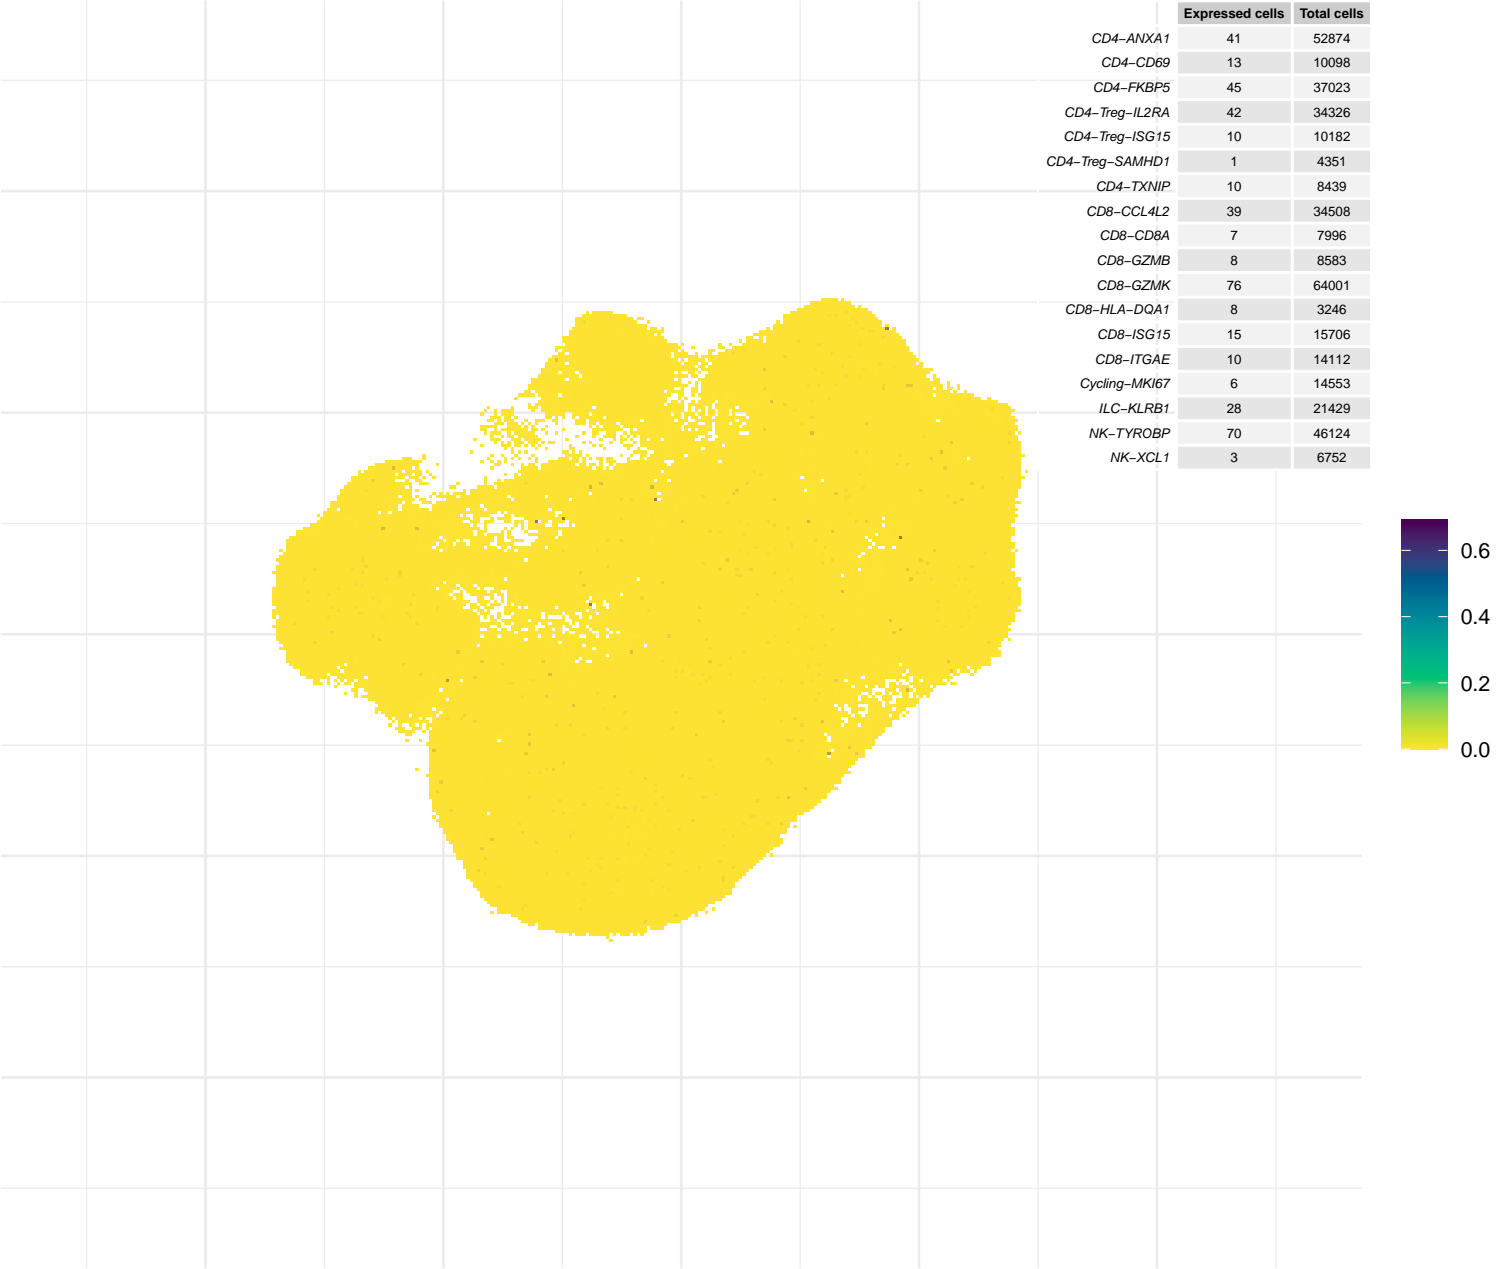 Expressed cells Total cells
CD4−ANXA1 41 52874
CD4−CD69 13 10098
CD4−FKBP5 45 37023
CD4−Treg−IL2RA 42 34326
CD4−Treg−ISG15 10 10182
CD4−Treg−SAMHD1 1 4351
CD4−TXNIP 10 8439
CD8−CCL4L2 39 34508
CD8−CD8A 7 7996
CD8−GZMB 8 8583
CD8−GZMK 76 64001
CD8−HLA−DQA1 8 3246
CD8−ISG15 15 15706
CD8−ITGAE 10 14112
Cycling−MKI67 6 14553
ILC−KLRB1 28 21429
NK−TYROBP 70 46124
NK−XCL1 3 6752
0.6
0.4
0.2
0.0